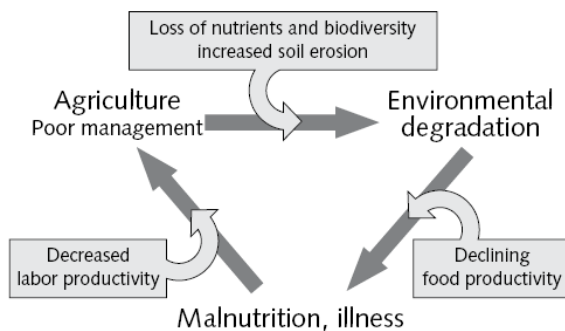 Loss of nutrients and biodiversity
increased soil erosion
Agriculture
Poor management
Environmental
degradation
Decreased
labor productivity
Declining
food productivity
Malnutrition, illness